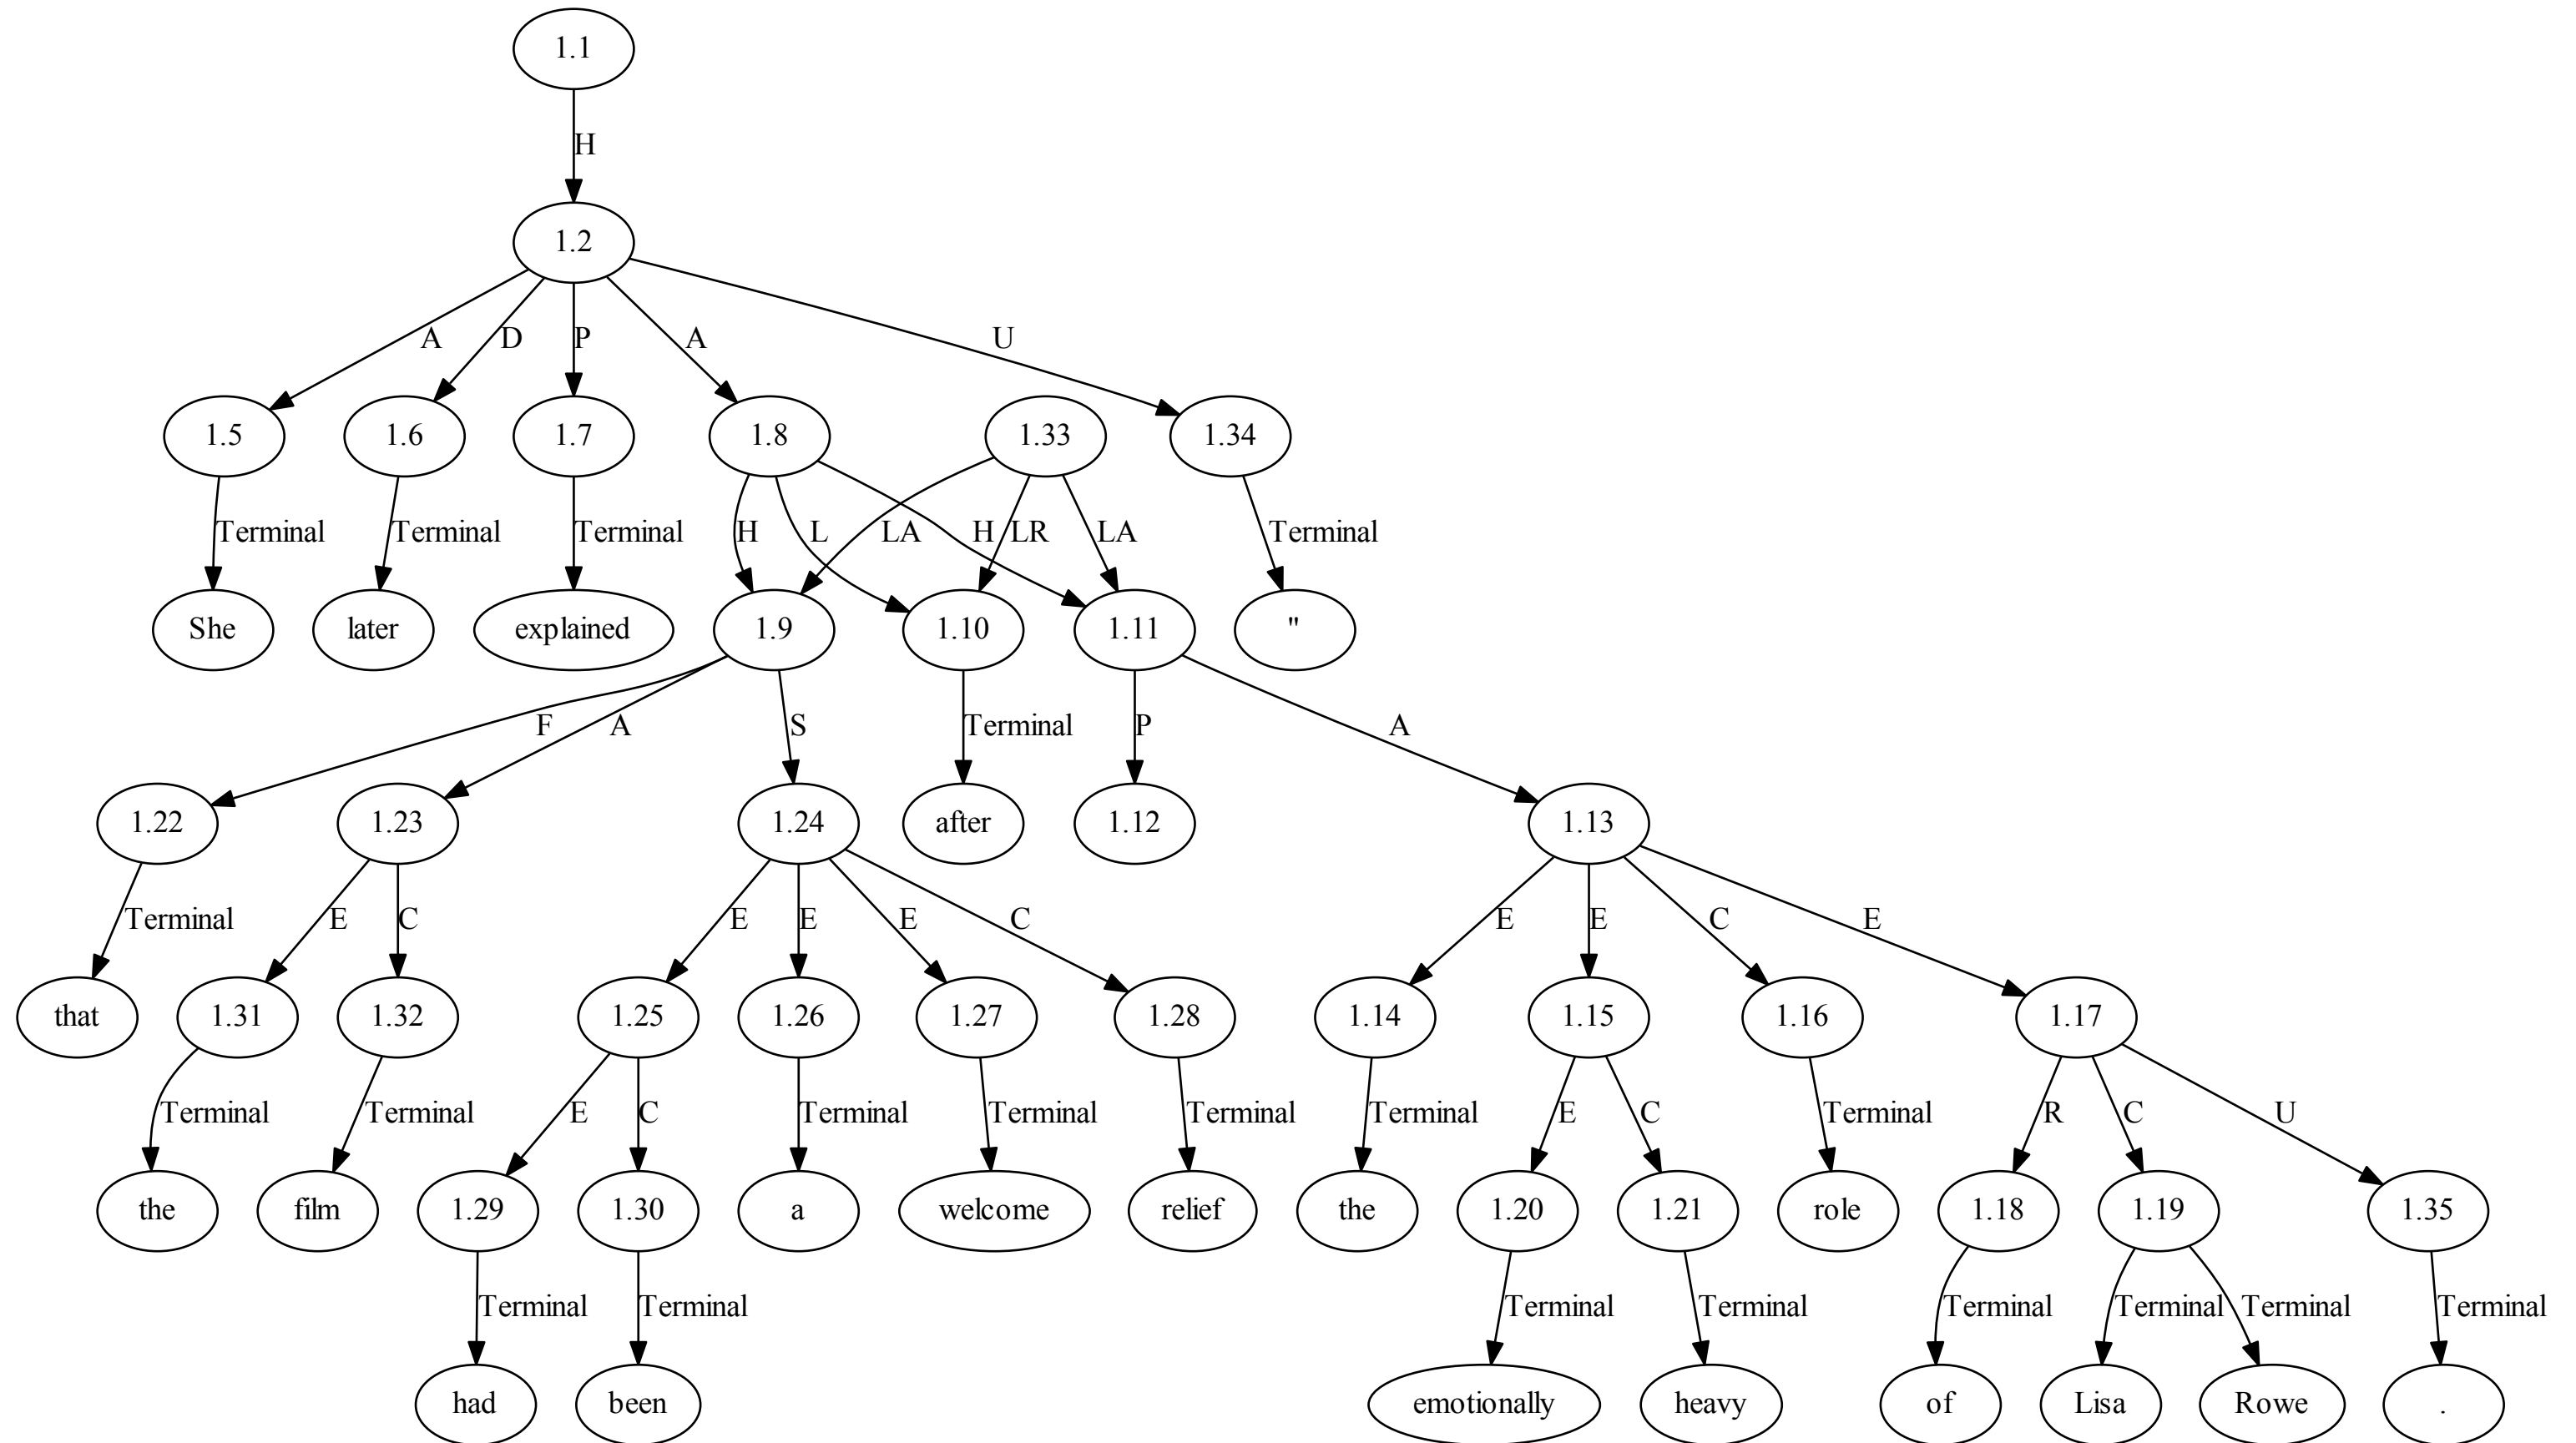 1.1
H
1.2
A D P A U
1.5 1.6 1.7 1.8 1.33 1.34
Terminal Terminal Terminal H L LA H LR LA Terminal
She later explained 1.9 1.10 1.11 "
F A S Terminal P A
1.22 1.23 1.24 after 1.12 1.13
Terminal E C E E E C E E C E
that 1.31 1.32 1.25 1.26 1.27 1.28 1.14 1.15 1.16 1.17
Terminal Terminal E C Terminal Terminal Terminal Terminal E C Terminal R C U
the film 1.29 1.30 a welcome relief the 1.20 1.21 role 1.18 1.19 1.35
Terminal Terminal Terminal Terminal Terminal Terminal Terminal Terminal
had been emotionally heavy of Lisa Rowe .